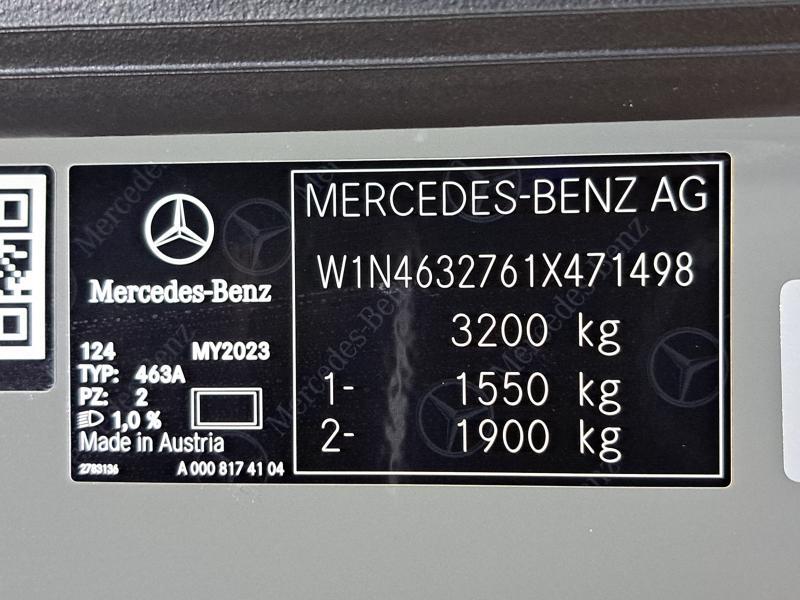 Mercedes-Benz
124 MY2023
TYP: 463A
PZ: 2
1,0 %
Made in Austria
2783136 A 000 817 41 04
MERCEDES-BENZ AG
W1N4632761X471498
3200 kg
1- 1550 kg
2- 1900 kg